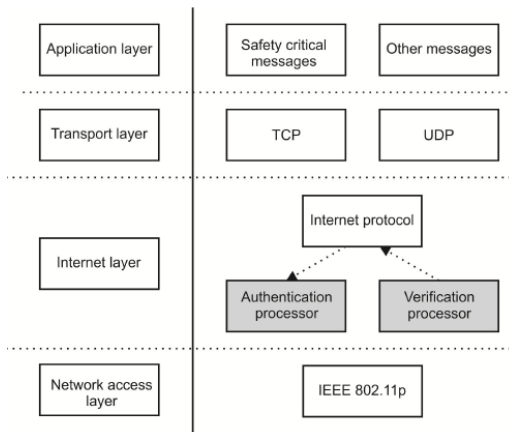 Application layer
Safety critical
messages
Other messages
Transport layer
TCP
UDP
Internet protocol
Internet layer
Authentication
processor
Verification
processor
Network access
layer
IEEE 802.11p